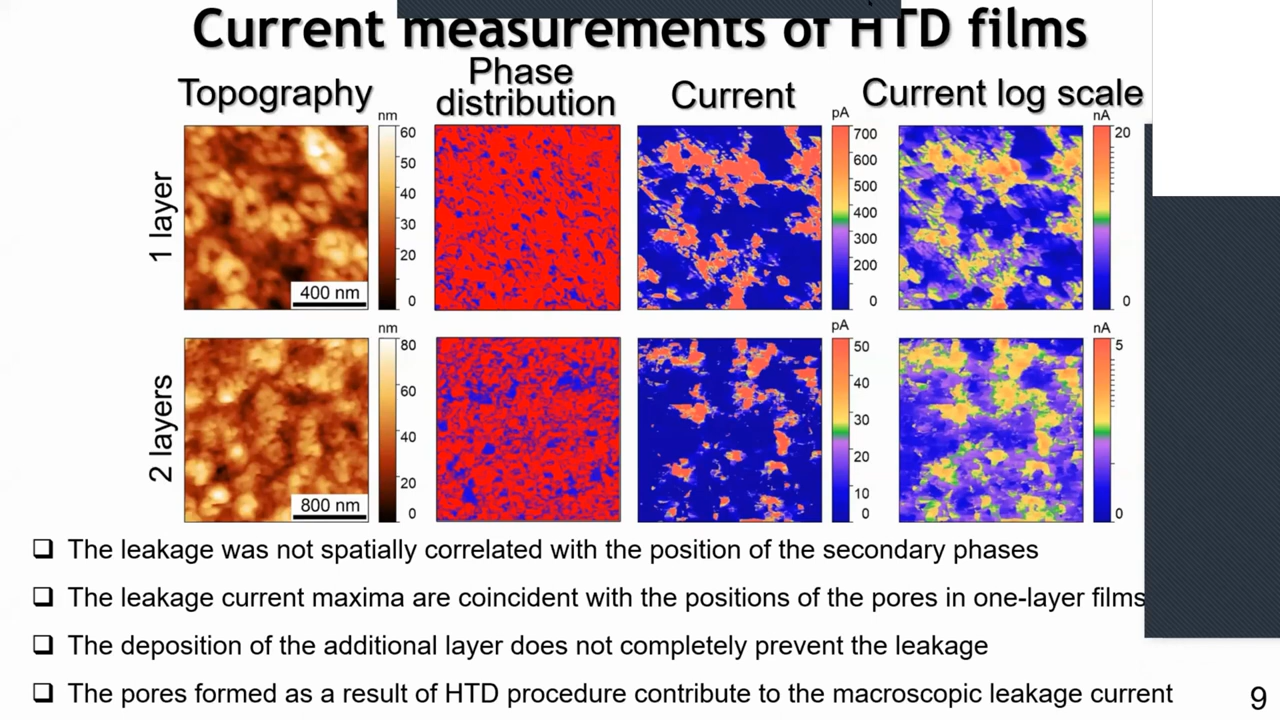 Current measurements of HTD films
Topography
Phase
distribution
Current
Current log scale
1 layer
nm
60
50
40
30
20
0
400 nm
pA
700
600
500
400
300
200
0
nA
20
0
2 layers
nm
80
60
40
20
0
800 nm
pA
50
40
30
20
10
0
nA
5
0
The leakage was not spatially correlated with the position of the secondary phases
The leakage current maxima are coincident with the positions of the pores in one-layer films
The deposition of the additional layer does not completely prevent the leakage
The pores formed as a result of HTD procedure contribute to the macroscopic leakage current
9